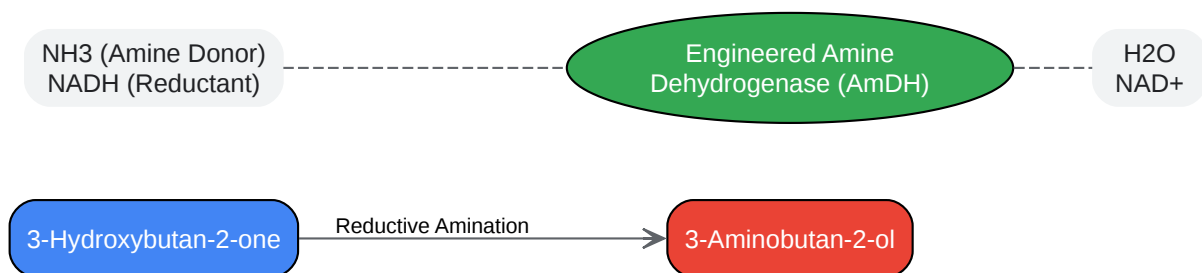 NH3 (Amine Donor)
NADH (Reductant)
Engineered Amine
Dehydrogenase (AmDH)
H2O
NAD+
3-Hydroxybutan-2-one
Reductive Amination
3-Aminobutan-2-ol